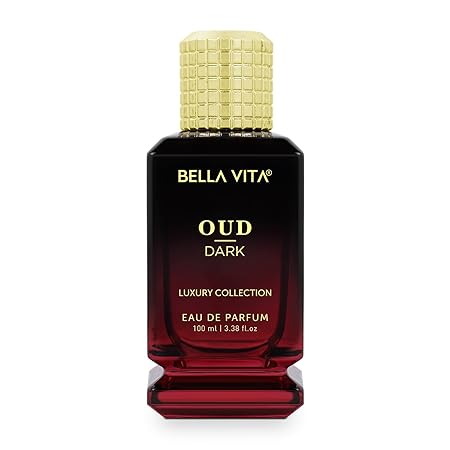 BELLA VITA®
OUD
DARK
LUXURY COLLECTION
EAU DE PARFUM
100 ml | 3.38 fl.oz